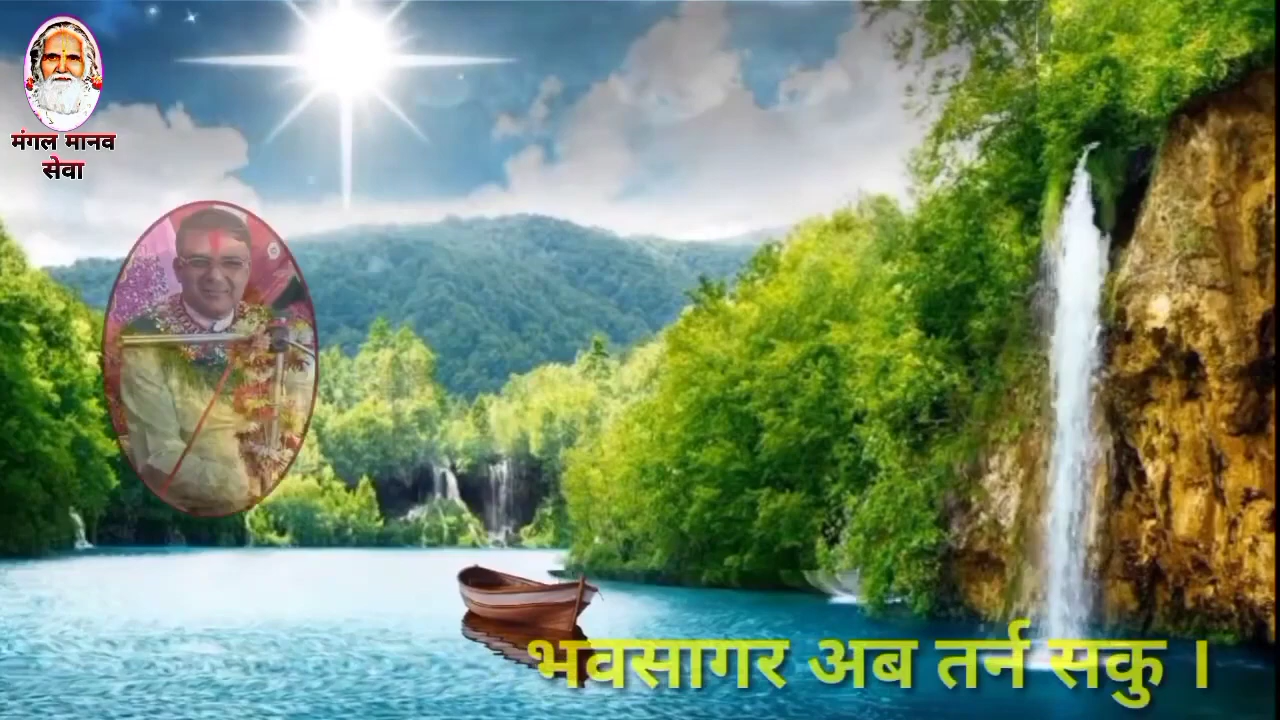 मंगल मानव
सेवा
भवसागर अब तर्न सकु ।